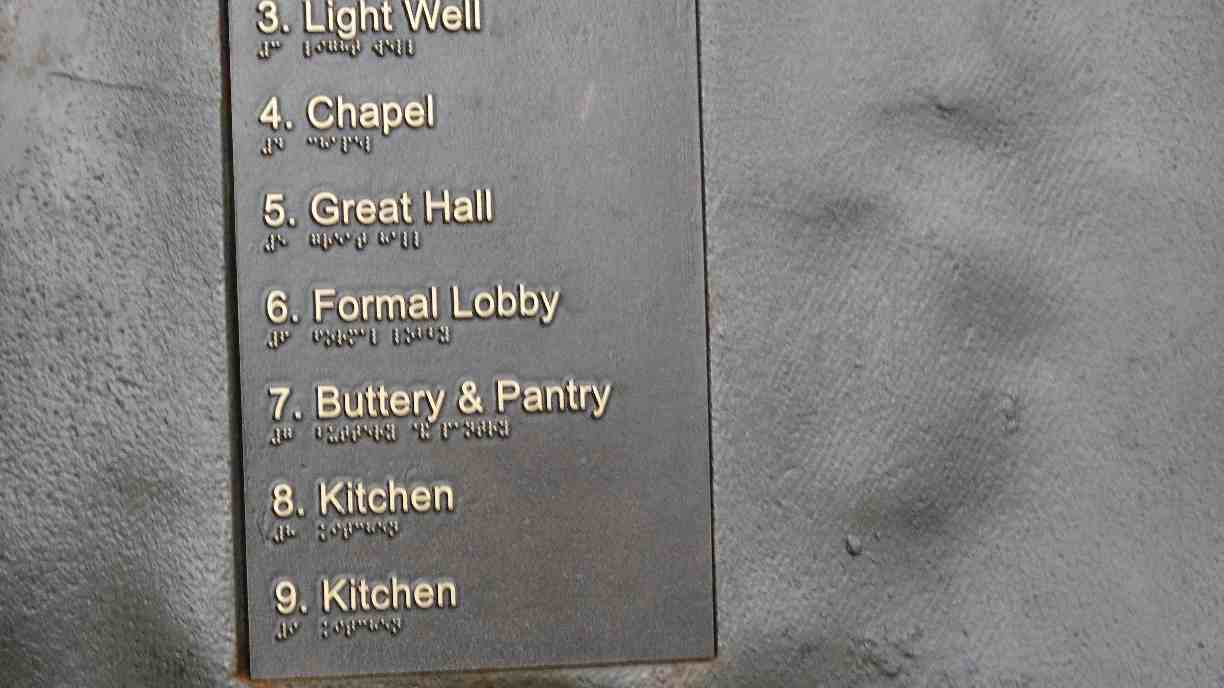 3. Light Well
4. Chapel
5. Great Hall
6. Formal Lobby
7. Buttery & Pantry
8. Kitchen
9. Kitchen